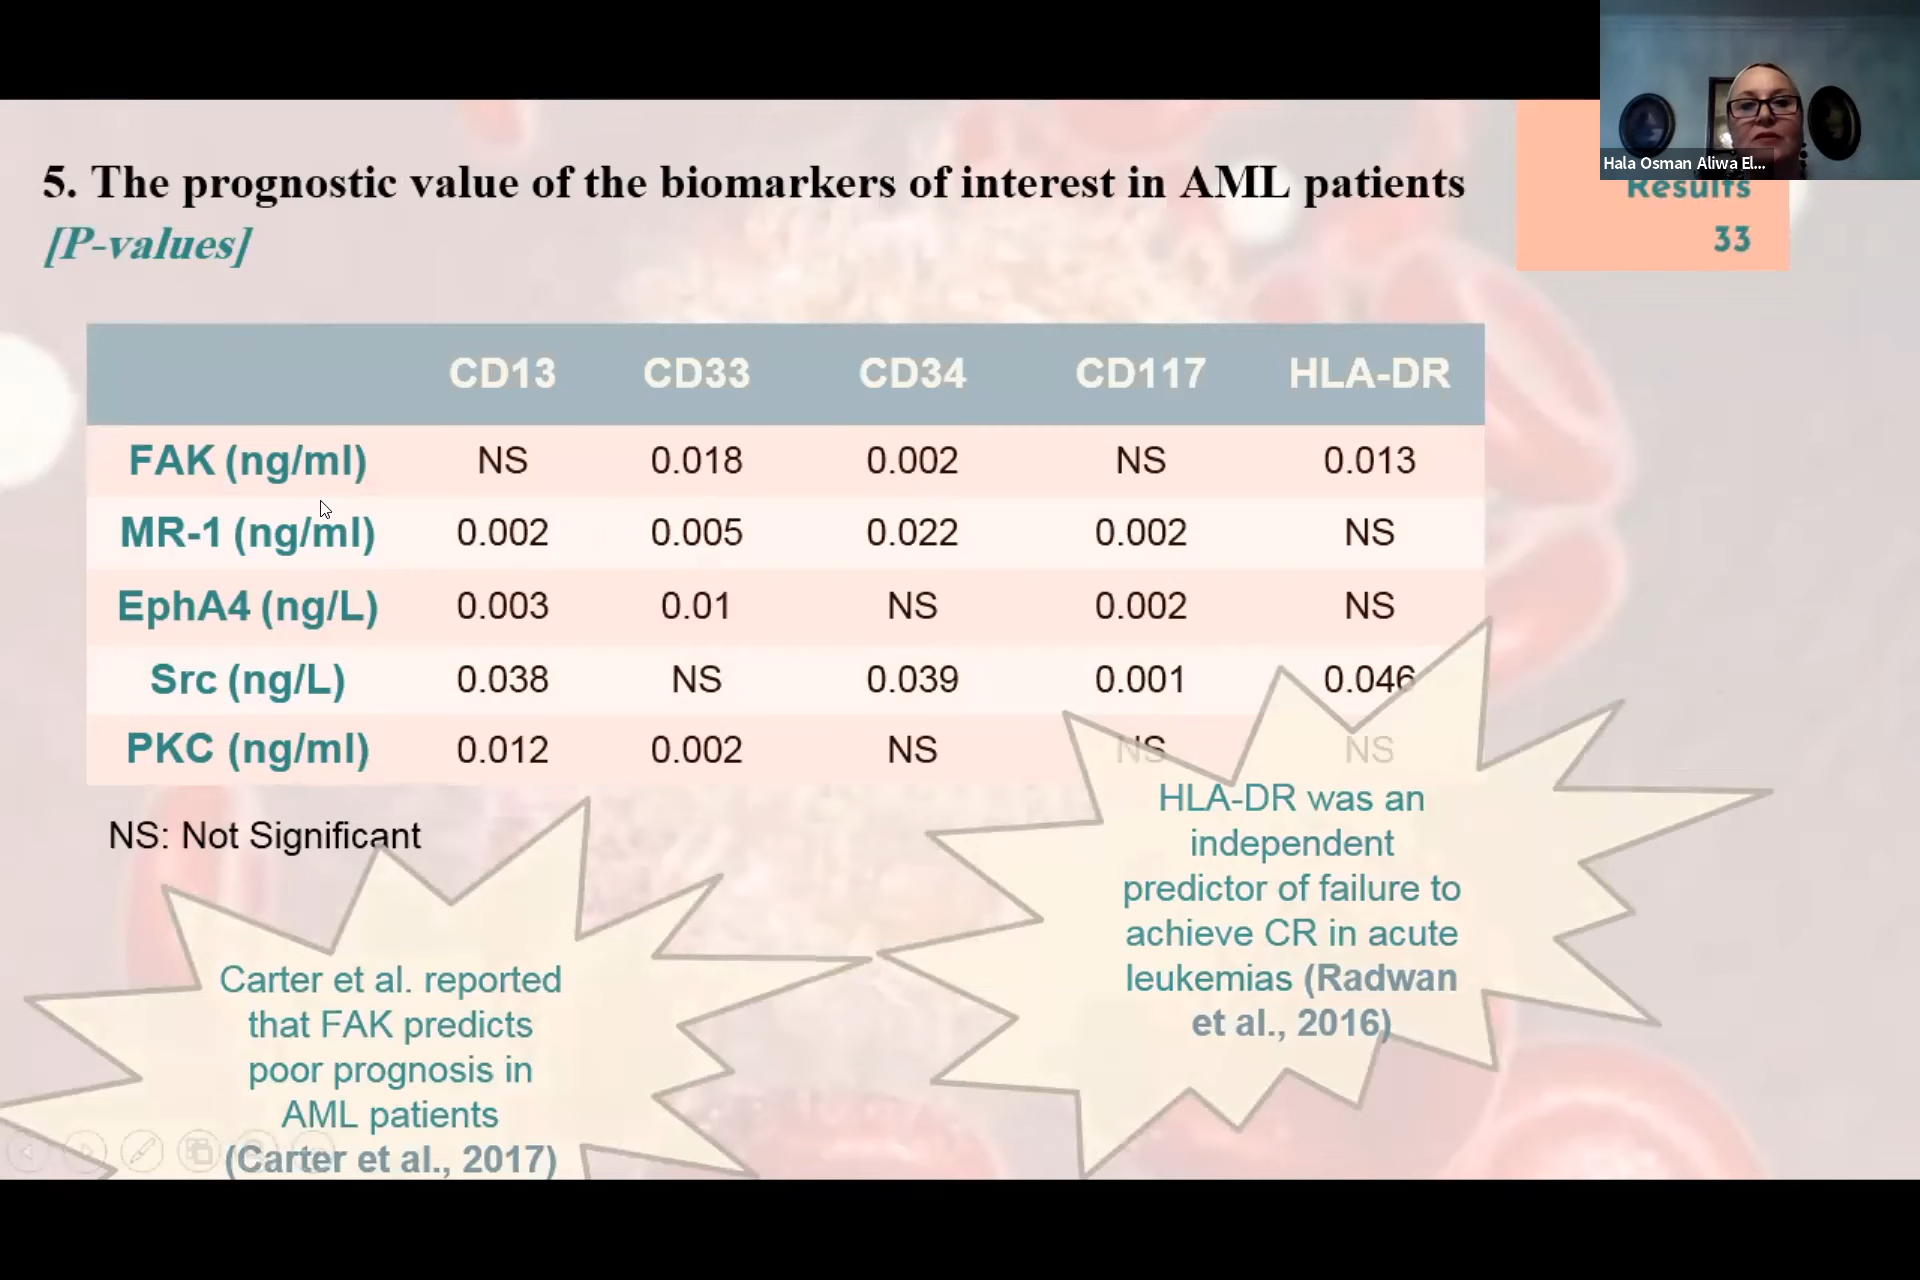 Hala Osman Aliwa El...
5. The prognostic value of the biomarkers of interest in AML patients
[P-values]
Results
33
CD13 CD33 CD34 CD117 HLA-DR
FAK (ng/ml) NS 0.018 0.002 NS 0.013
MR-1 (ng/ml) 0.002 0.005 0.022 0.002 NS
EphA4 (ng/L) 0.003 0.01 NS 0.002 NS
Src (ng/L) 0.038 NS 0.039 0.001 0.046
PKC (ng/ml) 0.012 0.002 NS NS NS
NS: Not Significant
Carter et al. reported
that FAK predicts
poor prognosis in
AML patients
(Carter et al., 2017)
HLA-DR was an
independent
predictor of failure to
achieve CR in acute
leukemias (Radwan
et al., 2016)